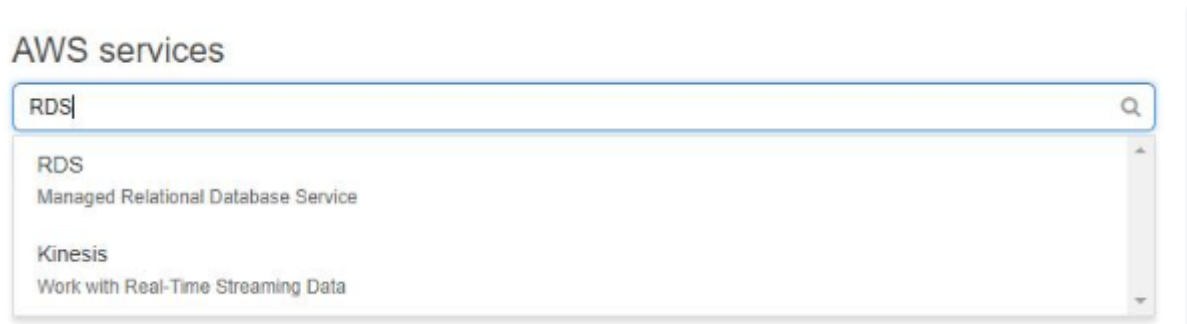 AWS services
RDS
RDS
Managed Relational Database Service
Kinesis
Work with Real-Time Streaming Data